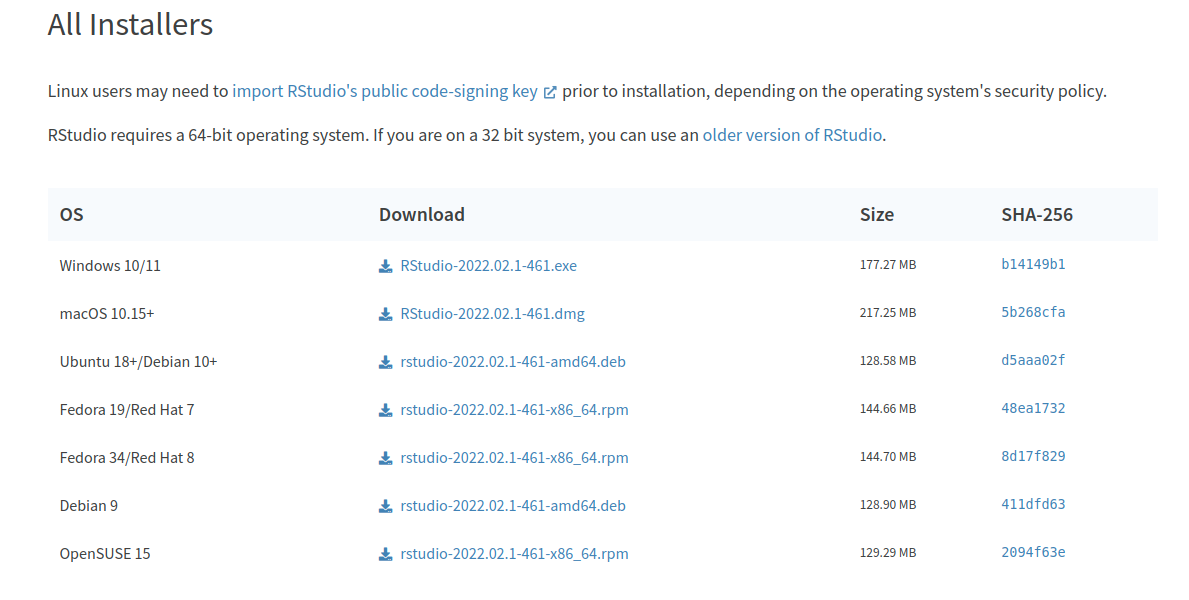 All Installers
Linux users may need to import RStudio's public code-signing key prior to installation, depending on the operating system's security policy.
RStudio requires a 64-bit operating system. If you are on a 32 bit system, you can use an older version of RStudio.
OS Download Size SHA-256
Windows 10/11 RStudio-2022.02.1-461.exe 177.27 MB b14149b1
macOS 10.15+ RStudio-2022.02.1-461.dmg 217.25 MB 5b268cfa
Ubuntu 18+/Debian 10+ rstudio-2022.02.1-461-amd64.deb 128.58 MB d5aaa02f
Fedora 19/Red Hat 7 rstudio-2022.02.1-461-x86_64.rpm 144.66 MB 48ea1732
Fedora 34/Red Hat 8 rstudio-2022.02.1-461-x86_64.rpm 144.70 MB 8d17f829
Debian 9 rstudio-2022.02.1-461-amd64.deb 128.90 MB 411dfd63
OpenSUSE 15 rstudio-2022.02.1-461-x86_64.rpm 129.29 MB 2094f63e